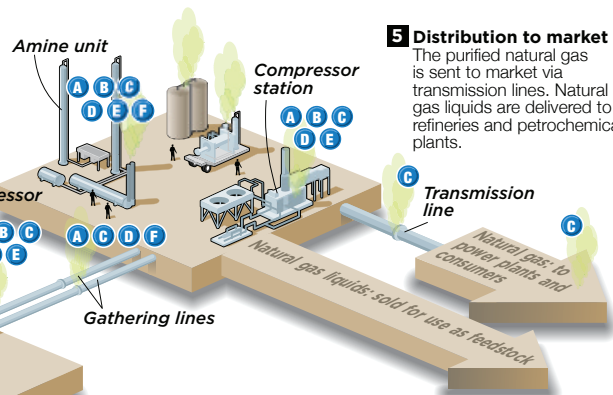 5 Distribution to market
The purified natural gas
is sent to market via
transmission lines. Natural
gas liquids are delivered to
refineries and petrochemica
plants.
Amine unit
A B C
D E F
Compressor
station
A B C
D E
C
Transmission
line
C
Natural gas: to
power plants and
consumers
essor
B C
E
A C D F
Natural gas liquids: sold for use as feedstock
Gathering lines